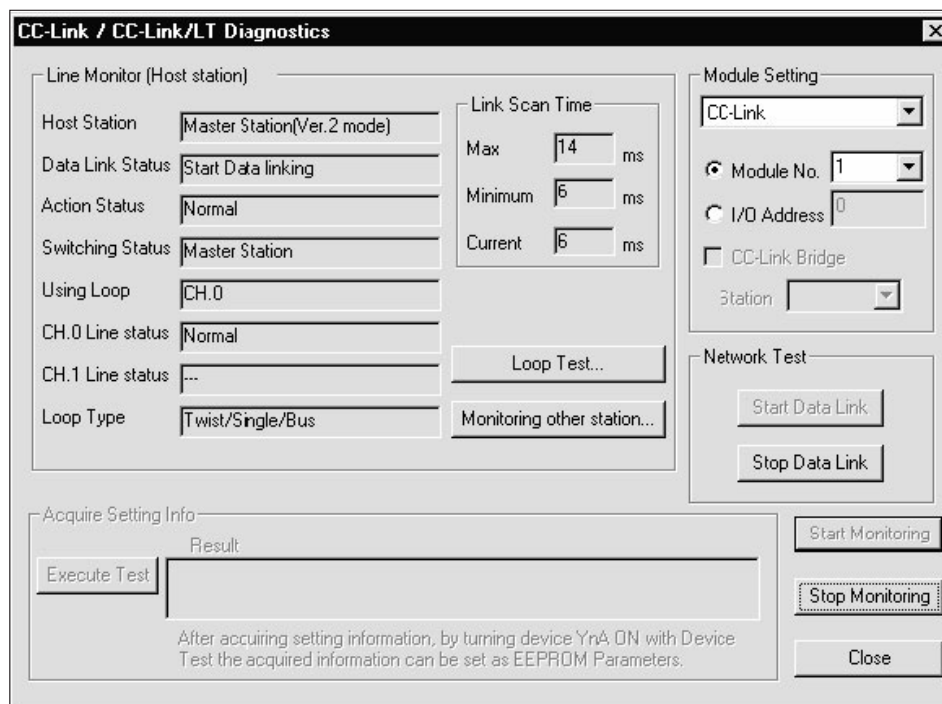 CC-Link / CC-Link/LT Diagnostics
Line Monitor (Host station)
Host Station Master Station(Ver.2 mode)
Data Link Status Start Data linking
Action Status Normal
Switching Status Master Station
Using Loop CH.0
CH.0 Line status Normal
CH.1 Line status ---
Loop Type Twist/Single/Bus
Link Scan Time
Max 14 ms
Minimum 6 ms
Current 6 ms
Loop Test...
Monitoring other station...
Module Setting
CC-Link
Module No. 1
I/O Address 0
CC-Link Bridge
Station
Network Test
Start Data Link
Stop Data Link
Acquire Setting Info
Result
Execute Test
After acquiring setting information, by turning device YnA ON with Device
Test the acquired information can be set as EEPROM Parameters.
Start Monitoring
Stop Monitoring
Close